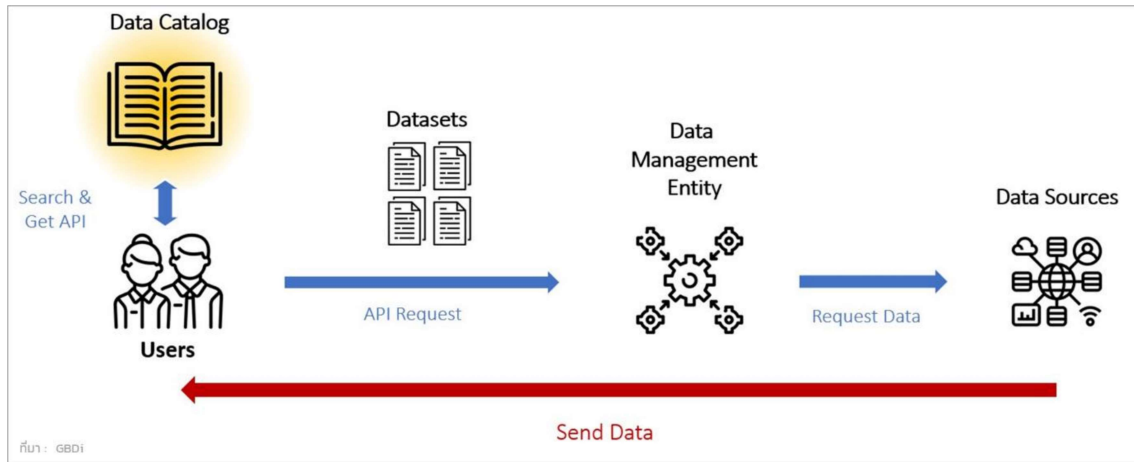 Data Catalog
Search &
Get API
Users
Datasets
API Request
Data
Management
Entity
Request Data
Data Sources
Send Data
ที่มา : GBDi